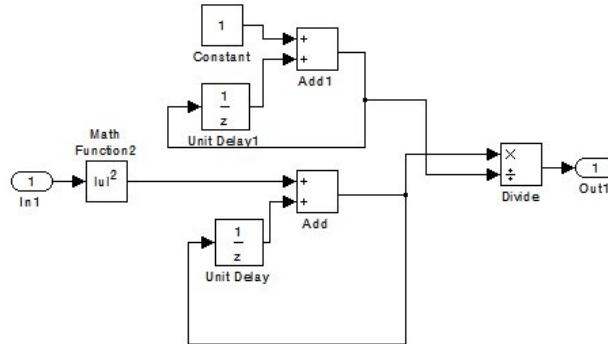 1
Constant
+
+
Add1
1
z
Unit Delay1
Math
Function2
1
In1
|u|²
+
+
Add
1
z
Unit Delay
×
÷
Divide
1
Out1